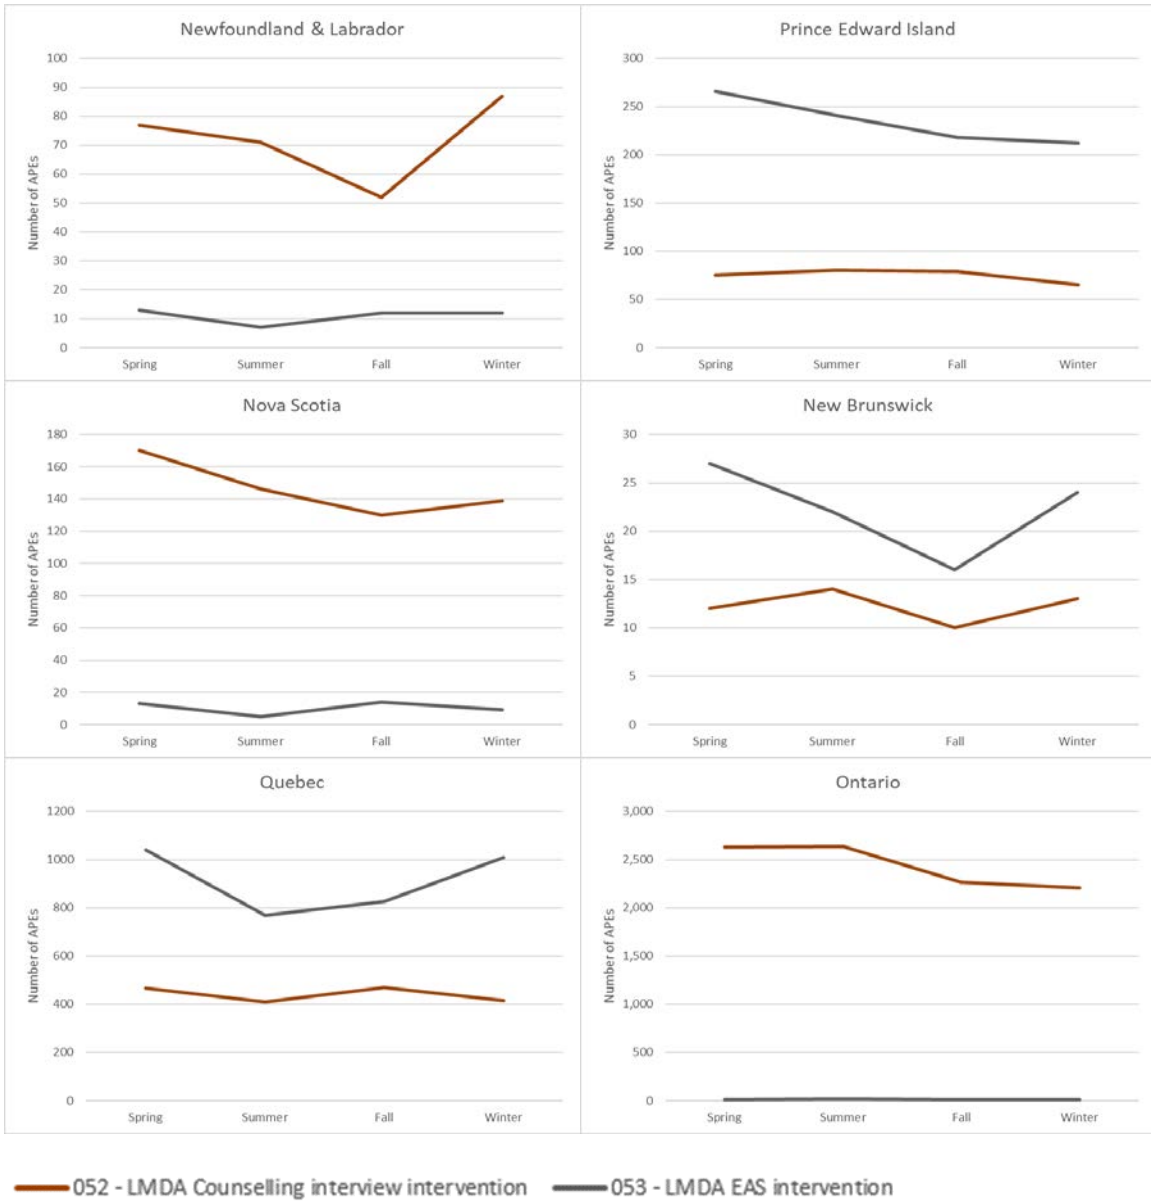 Newfoundland & Labrador
Number of APEs
100
90
80
70
60
50
40
30
20
10
0
Spring Summer Fall Winter
Prince Edward Island
Number of APEs
300
250
200
150
100
50
0
Spring Summer Fall Winter
Nova Scotia
Number of APEs
180
160
140
120
100
80
60
40
20
0
Spring Summer Fall Winter
New Brunswick
Number of APEs
30
25
20
15
10
5
0
Spring Summer Fall Winter
Quebec
Number of APEs
1200
1000
800
600
400
200
0
Spring Summer Fall Winter
Ontario
Number of APEs
3,000
2,500
2,000
1,500
1,000
500
0
Spring Summer Fall Winter
052 - LMDA Counselling interview intervention 053 - LMDA EAS intervention